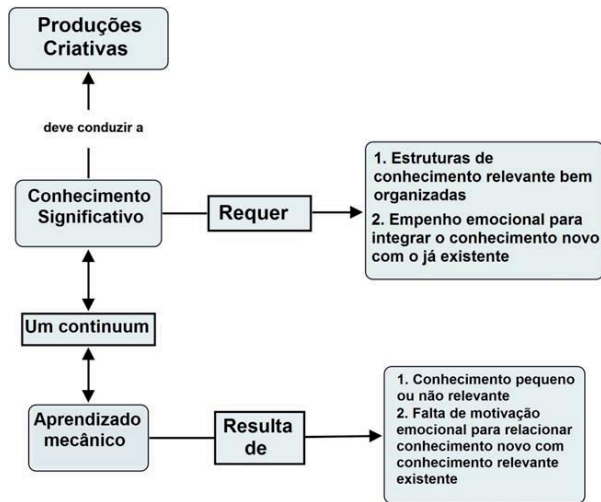 Produções
Criativas
deve conduzir a
Conhecimento
Significativo
Requer
1. Estruturas de
conhecimento relevante bem
organizadas
2. Empenho emocional para
integrar o conhecimento novo
com o já existente
Um continuum
Aprendizado
mecânico
Resulta
de
1. Conhecimento pequeno
ou não relevante
2. Falta de motivação
emocional para relacionar
conhecimento novo com
conhecimento relevante
existente